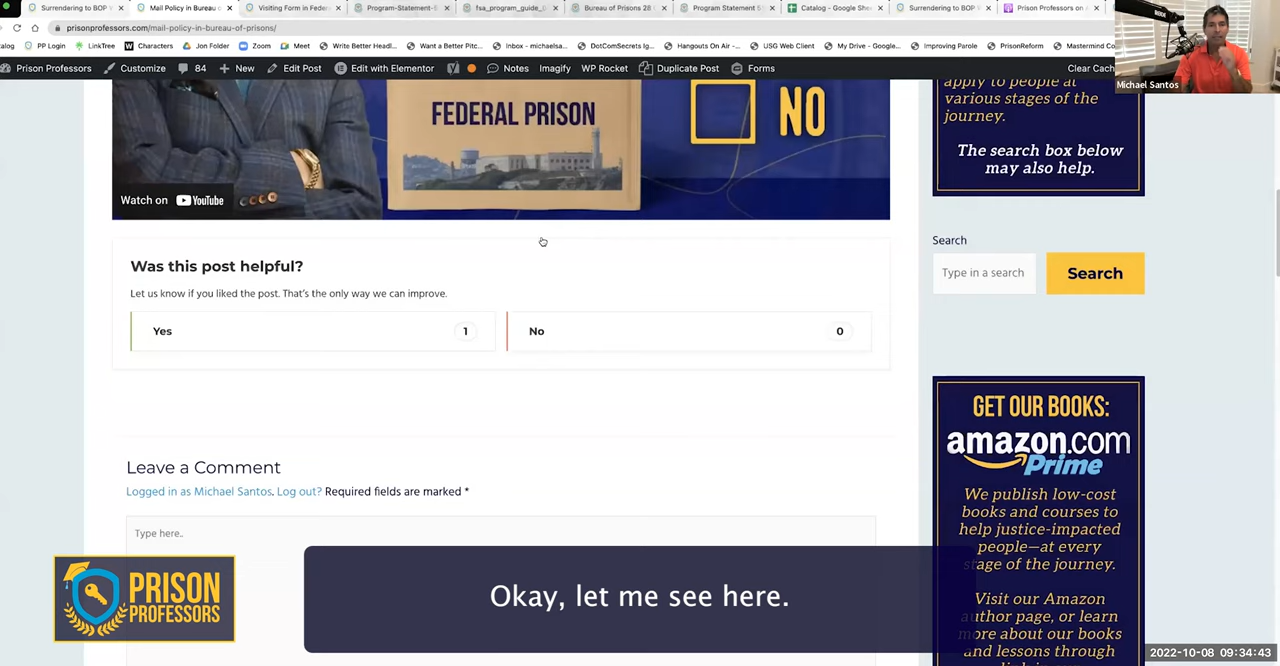 Surrendering to BOP W
Mail Policy in Bureau o
Visiting Form in Federa
Program-Statement-5
fsa_program_guide_
Bureau of Prisons 28
Program Statement 5
Catalog – Google She
Surrendering to BOP
Prison Professors on A
prisonprofessors.com/mail-policy-in-bureau-of-prisons/
alog
PP Login
LinkTree
Characters
Jon Folder
Zoom
Meet
Write Better Headl...
Want a Better Pitc...
Inbox - michaelsa...
DotComSecrets Ig...
Hangouts On Air -...
USG Web Client
My Drive - Google...
Improving Parole
PrisonReform
Mastermind Co
Prison Professors
Customize
84
New
Edit Post
Edit with Elementor
Notes
Imagify
WP Rocket
Duplicate Post
Forms
Clear Cach
Michael Santos
FEDERAL PRISON
NO
Watch on YouTube
apply to people at
various stages of the
journey.
The search box below
may also help.
Search
Type in a search
Search
Was this post helpful?
Let us know if you liked the post. That's the only way we can improve.
Yes
1
No
0
Leave a Comment
Logged in as Michael Santos. Log out? Required fields are marked *
Type here..
GET OUR BOOKS:
amazon.com
Prime
We publish low-cost
books and courses to
help justice-impacted
people—at every
stage of the journey.
Visit our Amazon
author page, or learn
more about our books
and lessons through
PRISON
PROFESSORS
Okay, let me see here.
2022-10-08 09:34:43